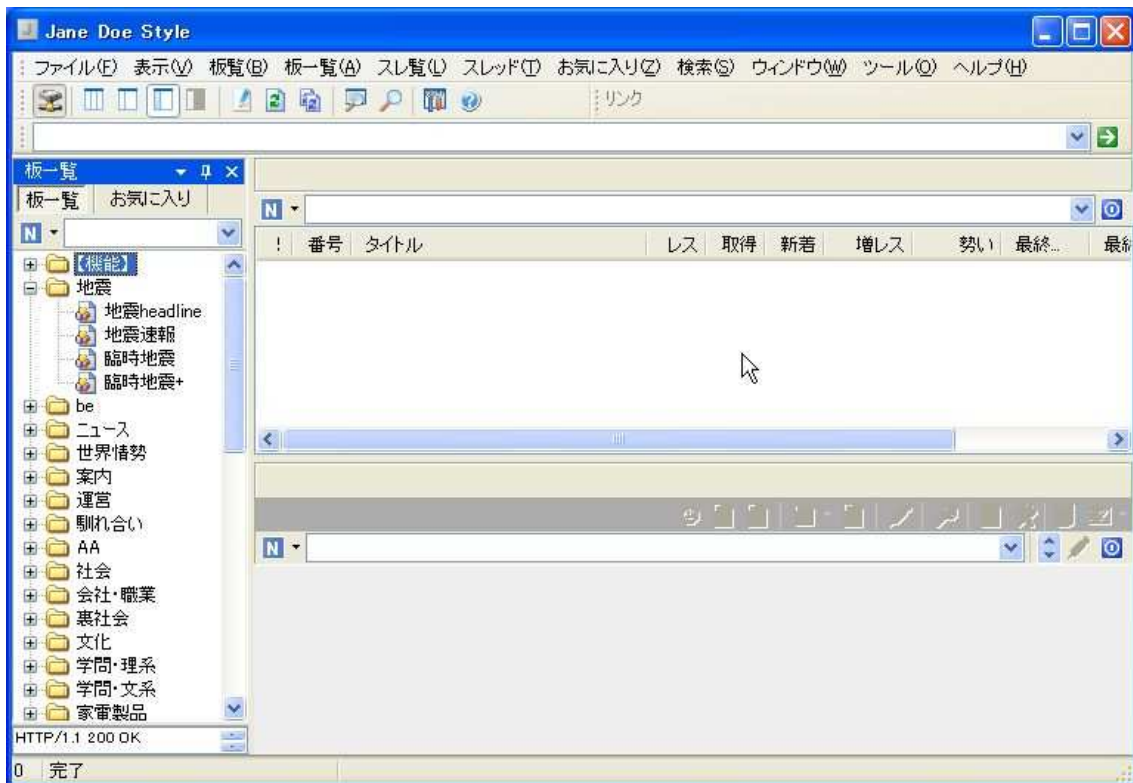 Jane Doe Style
ファイル(F) 表示(V) 板覧(B) 板一覧(A) スレ覧(L) スレッド(T) お気に入り(Z) 検索(S) ウィンドウ(W) ツール(O) ヘルプ(H)
リンク
板一覧
板一覧 お気に入り
N
【機能】
地震
地震headline
地震速報
臨時地震
臨時地震+
be
ニュース
世界情勢
案内
運営
馴れ合い
AA
社会
会社・職業
裏社会
文化
学問・理系
学問・文系
家電製品
HTTP/1.1 200 OK
N
! 番号 タイトル レス 取得 新着 増レス 勢い 最終... 最終
N
0 完了